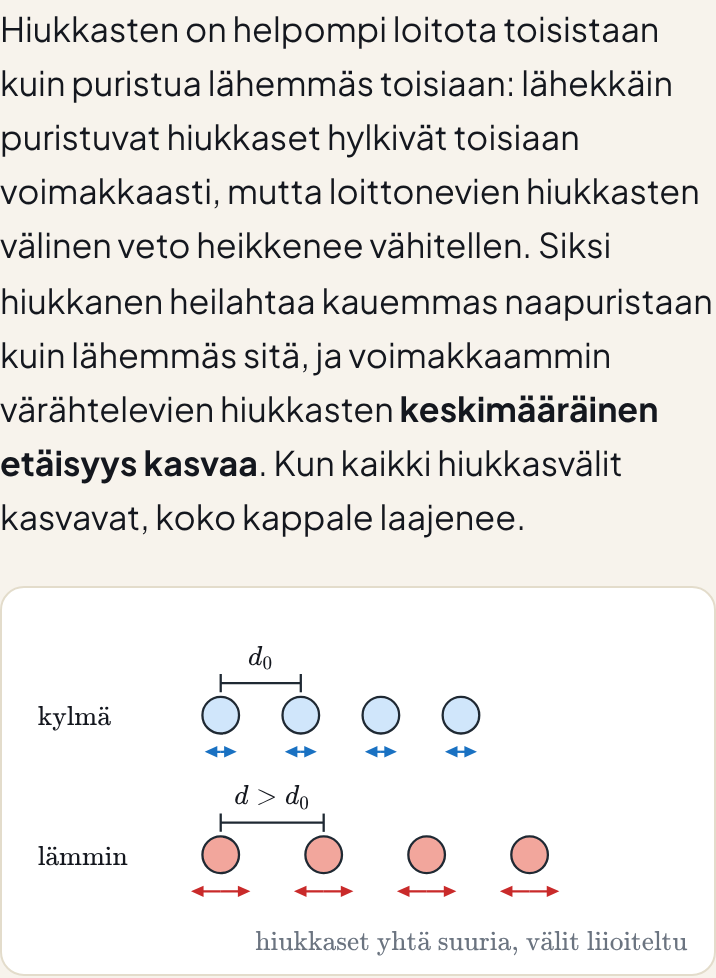 Hiukkasten on helpompi loitota toisistaan
kuin puristua lähemmäs toisiaan: lähekkäin
puristuvat hiukkaset hylkivät toisiaan
voimakkaasti, mutta loittonevien hiukkasten
välinen veto heikkenee vähitellen. Siksi
hiukkanen heilahtaa kauemmas naapuristaan
kuin lähemmäs sitä, ja voimakkaammin
värähtelevien hiukkasten keskimääräinen
etäisyys kasvaa. Kun kaikki hiukkasvälit
kasvavat, koko kappale laajenee.
d₀
kylmä
d > d₀
lämmin
hiukkaset yhtä suuria, välit liioiteltu